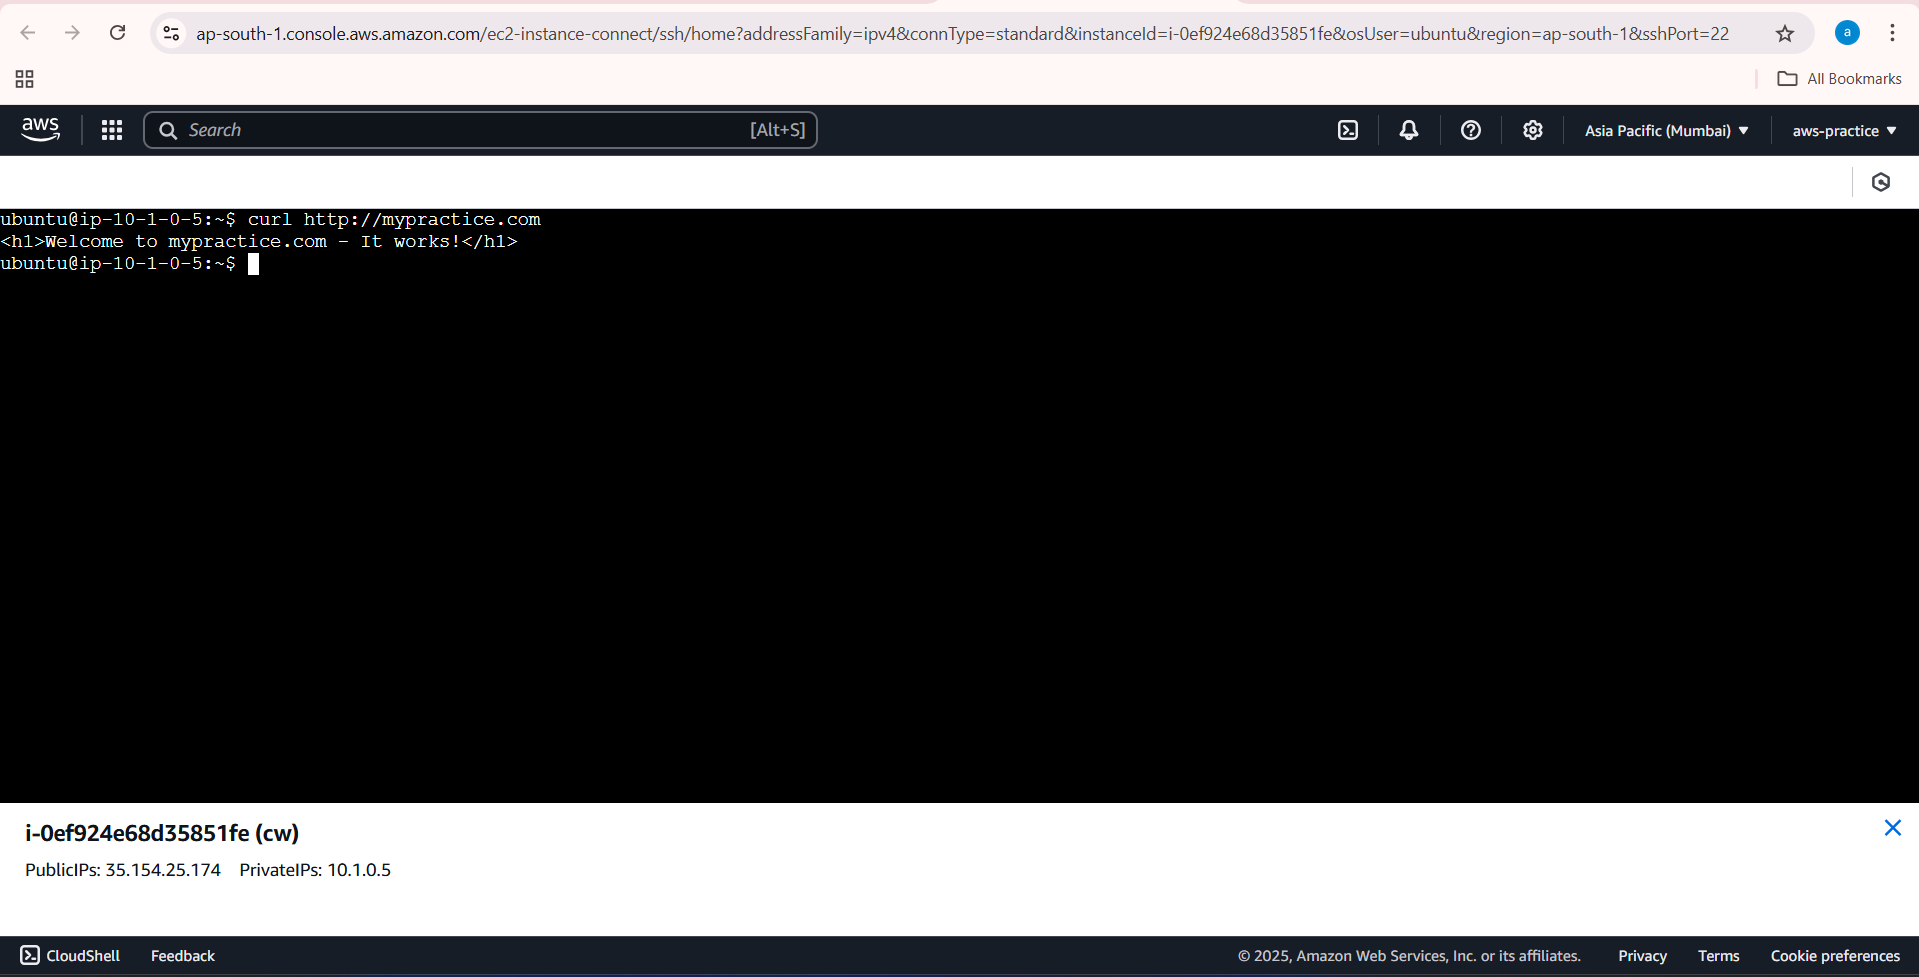 ap-south-1.console.aws.amazon.com/ec2-instance-connect/ssh/home?addressFamily=ipv4&connType=standard&instanceId=i-0ef924e68d35851fe&osUser=ubuntu&region=ap-south-1&sshPort=22
a
All Bookmarks
aws
Search [Alt+S]
Asia Pacific (Mumbai)
aws-practice
ubuntu@ip-10-1-0-5:~$ curl http://mypractice.com
<h1>Welcome to mypractice.com - It works!</h1>
ubuntu@ip-10-1-0-5:~$
i-0ef924e68d35851fe (cw)
PublicIPs: 35.154.25.174 PrivateIPs: 10.1.0.5
CloudShell Feedback © 2025, Amazon Web Services, Inc. or its affiliates. Privacy Terms Cookie preferences